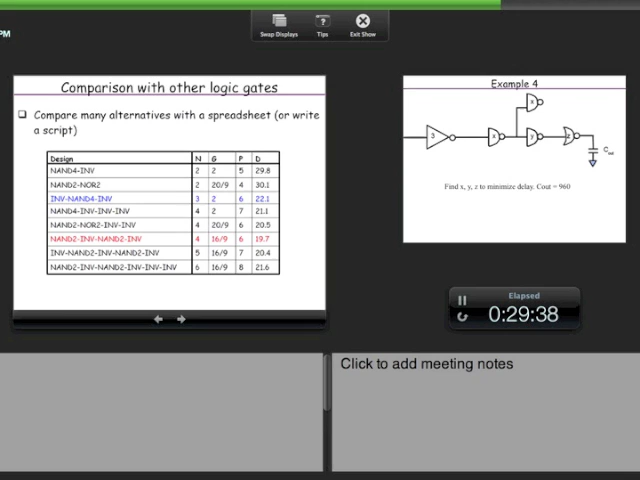 PM
Swap Displays
?
Tips
Exit Show
Comparison with other logic gates
Compare many alternatives with a spreadsheet (or write
a script)
Design N G P D
NAND4-INV 2 2 5 29.8
NAND2-NOR2 2 20/9 4 30.1
INV-NAND4-INV 3 2 6 22.1
NAND4-INV-INV-INV 4 2 7 21.1
NAND2-NOR2-INV-INV 4 20/9 6 20.5
NAND2-INV-NAND2-INV 4 16/9 6 19.7
INV-NAND2-INV-NAND2-INV 5 16/9 7 20.4
NAND2-INV-NAND2-INV-INV-INV 6 16/9 8 21.6
Example 4
x
3
x
y
z
C
Find x, y, z to minimize delay. Cout = 960
Elapsed
0:29:38
Click to add meeting notes